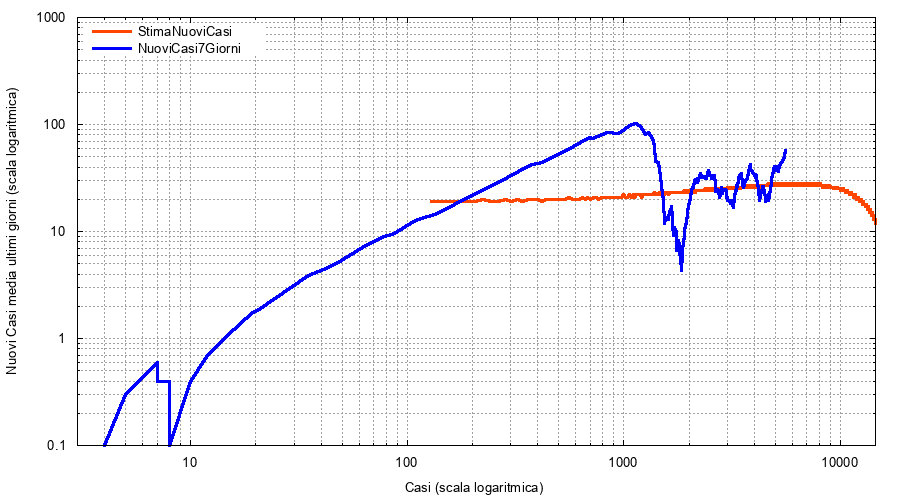 1000
100
10
1
0.1
StimaNuoviCasi
NuoviCasi7Giorni
Nuovi Casi media ultimi giorni (scala logaritmica)
10
100
1000
10000
Casi (scala logaritmica)